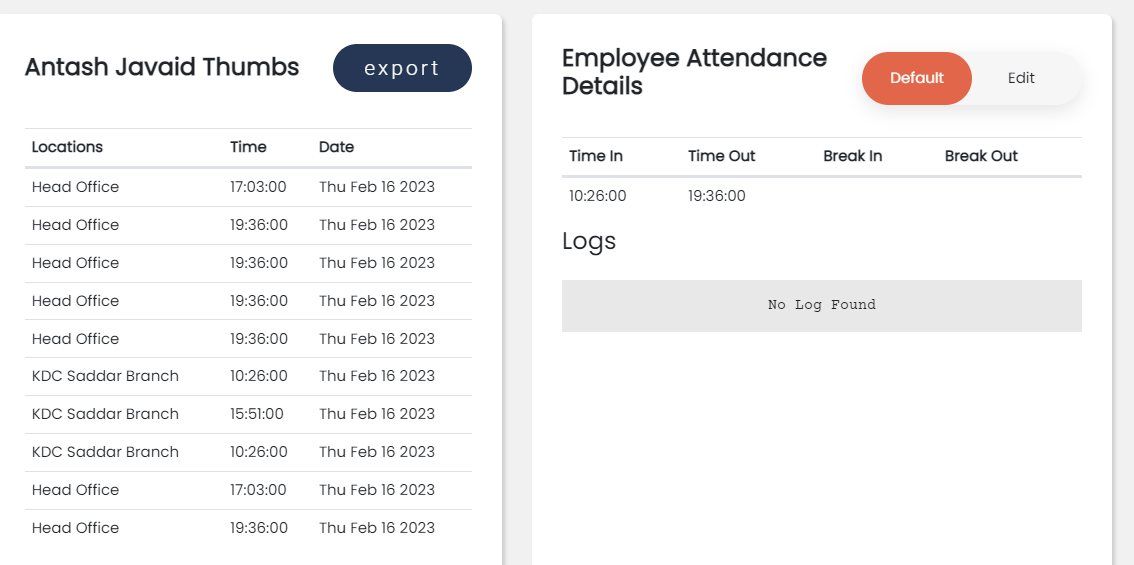 Antash Javaid Thumbs
export
Locations Time Date
Head Office 17:03:00 Thu Feb 16 2023
Head Office 19:36:00 Thu Feb 16 2023
Head Office 19:36:00 Thu Feb 16 2023
Head Office 19:36:00 Thu Feb 16 2023
Head Office 19:36:00 Thu Feb 16 2023
KDC Saddar Branch 10:26:00 Thu Feb 16 2023
KDC Saddar Branch 15:51:00 Thu Feb 16 2023
KDC Saddar Branch 10:26:00 Thu Feb 16 2023
Head Office 17:03:00 Thu Feb 16 2023
Head Office 19:36:00 Thu Feb 16 2023
Employee Attendance
Details
Default Edit
Time In Time Out Break In Break Out
10:26:00 19:36:00
Logs
No Log Found